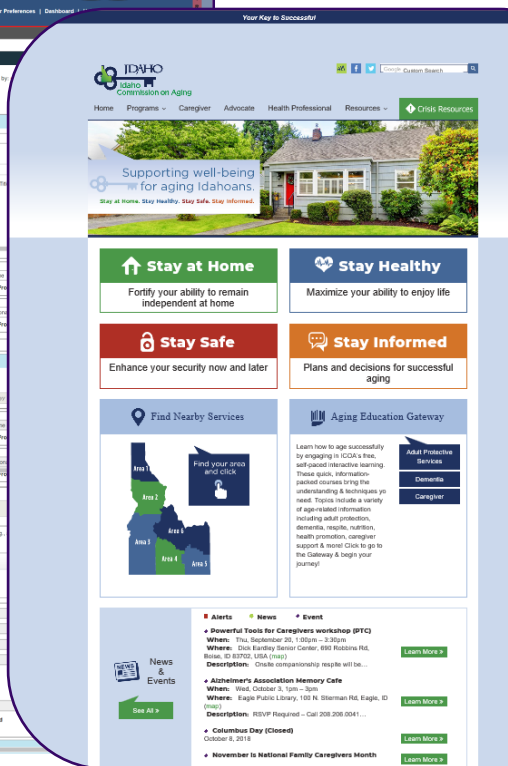 r Preferences | Dashboard |
Your Key to Successful
IDAHO
Idaho
Commission on Aging
Google Custom Search
Home Programs Caregiver Advocate Health Professional Resources Crisis Resources
Supporting well-being
for aging Idahoans.
Stay at Home. Stay Healthy. Stay Safe. Stay Informed.
Stay at Home
Fortify your ability to remain
independent at home
Stay Healthy
Maximize your ability to enjoy life
Stay Safe
Enhance your security now and later
Stay Informed
Plans and decisions for successful
aging
Find Nearby Services
Find your area
and click
Area 1
Area 2
Area 3
Area 6
Area 4
Area 5
Aging Education Gateway
Learn how to age successfully
by engaging in ICOA's free,
self-paced interactive learning.
These quick, information-
packed courses bring the
understanding & techniques yo
need. Topics include a variety
of age-related information
including adult protection,
dementia, respite, nutrition,
health promotion, caregiver
support & more! Click to go to
the Gateway & begin your
journey!
Adult Protective
Services
Dementia
Caregiver
NEWS
News
&
Events
See All »
Alerts News Event
Powerful Tools for Caregivers workshop (PTC)
When: Thu, September 20, 1:00pm – 3:30pm
Where: Dick Eardley Senior Center, 690 Robbins Rd,
Boise, ID 83702, USA (map)
Description: Onsite companionship respite will be...
Learn More »
Alzheimer's Association Memory Cafe
When: Wed, October 3, 1pm – 3pm
Where: Eagle Public Library, 100 N. Stierman Rd, Eagle, ID
(map)
Description: RSVP Required – Call 208.206.0041...
Learn More »
Columbus Day (Closed)
October 8, 2018
Learn More »
November is National Family Caregivers Month
Learn More »